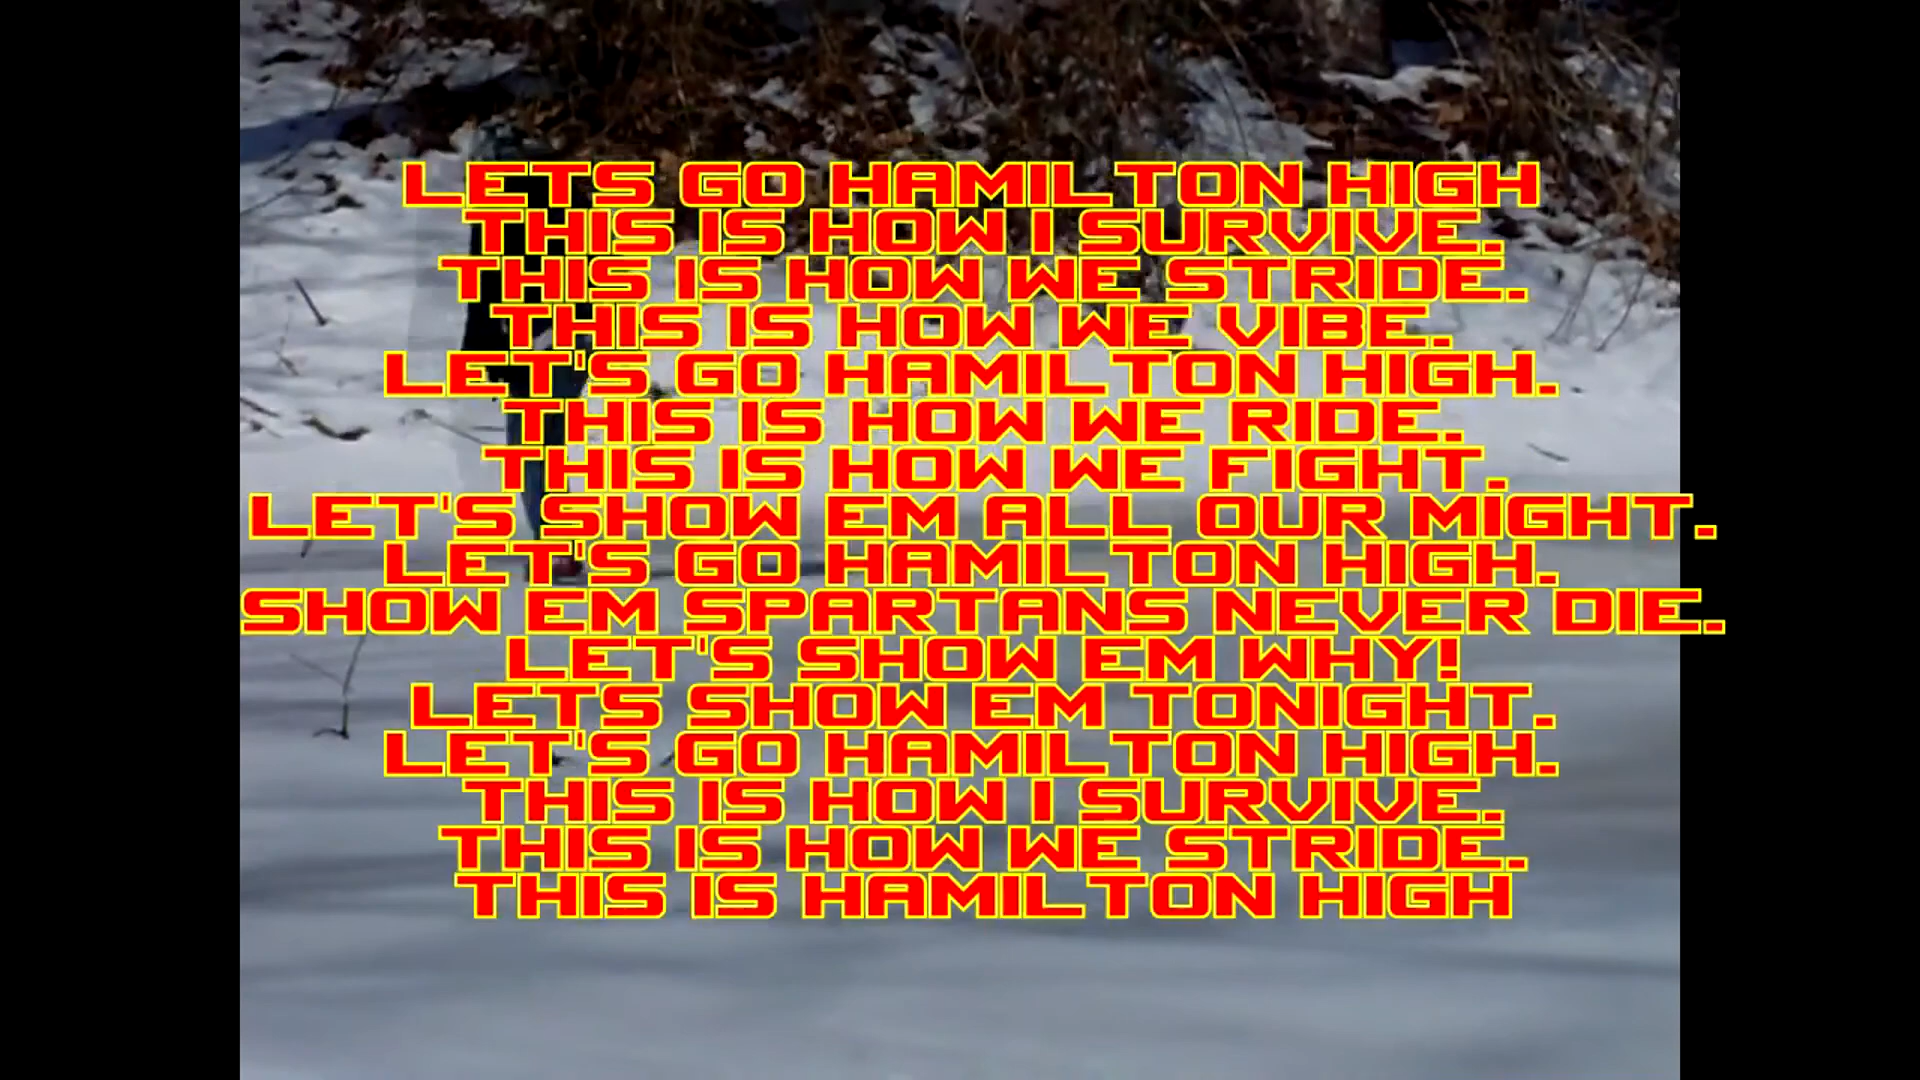 LETS GO HAMILTON HIGH
THIS IS HOW I SURVIVE.
THIS IS HOW WE STRIDE.
THIS IS HOW WE VIBE.
LET'S GO HAMILTON HIGH.
THIS IS HOW WE RIDE.
THIS IS HOW WE FIGHT.
LET'S SHOW EM ALL OUR MIGHT.
LET'S GO HAMILTON HIGH.
SHOW EM SPARTANS NEVER DIE.
LET'S SHOW EM WHY!
LETS SHOW EM TONIGHT.
LET'S GO HAMILTON HIGH.
THIS IS HOW I SURVIVE.
THIS IS HOW WE STRIDE.
THIS IS HAMILTON HIGH